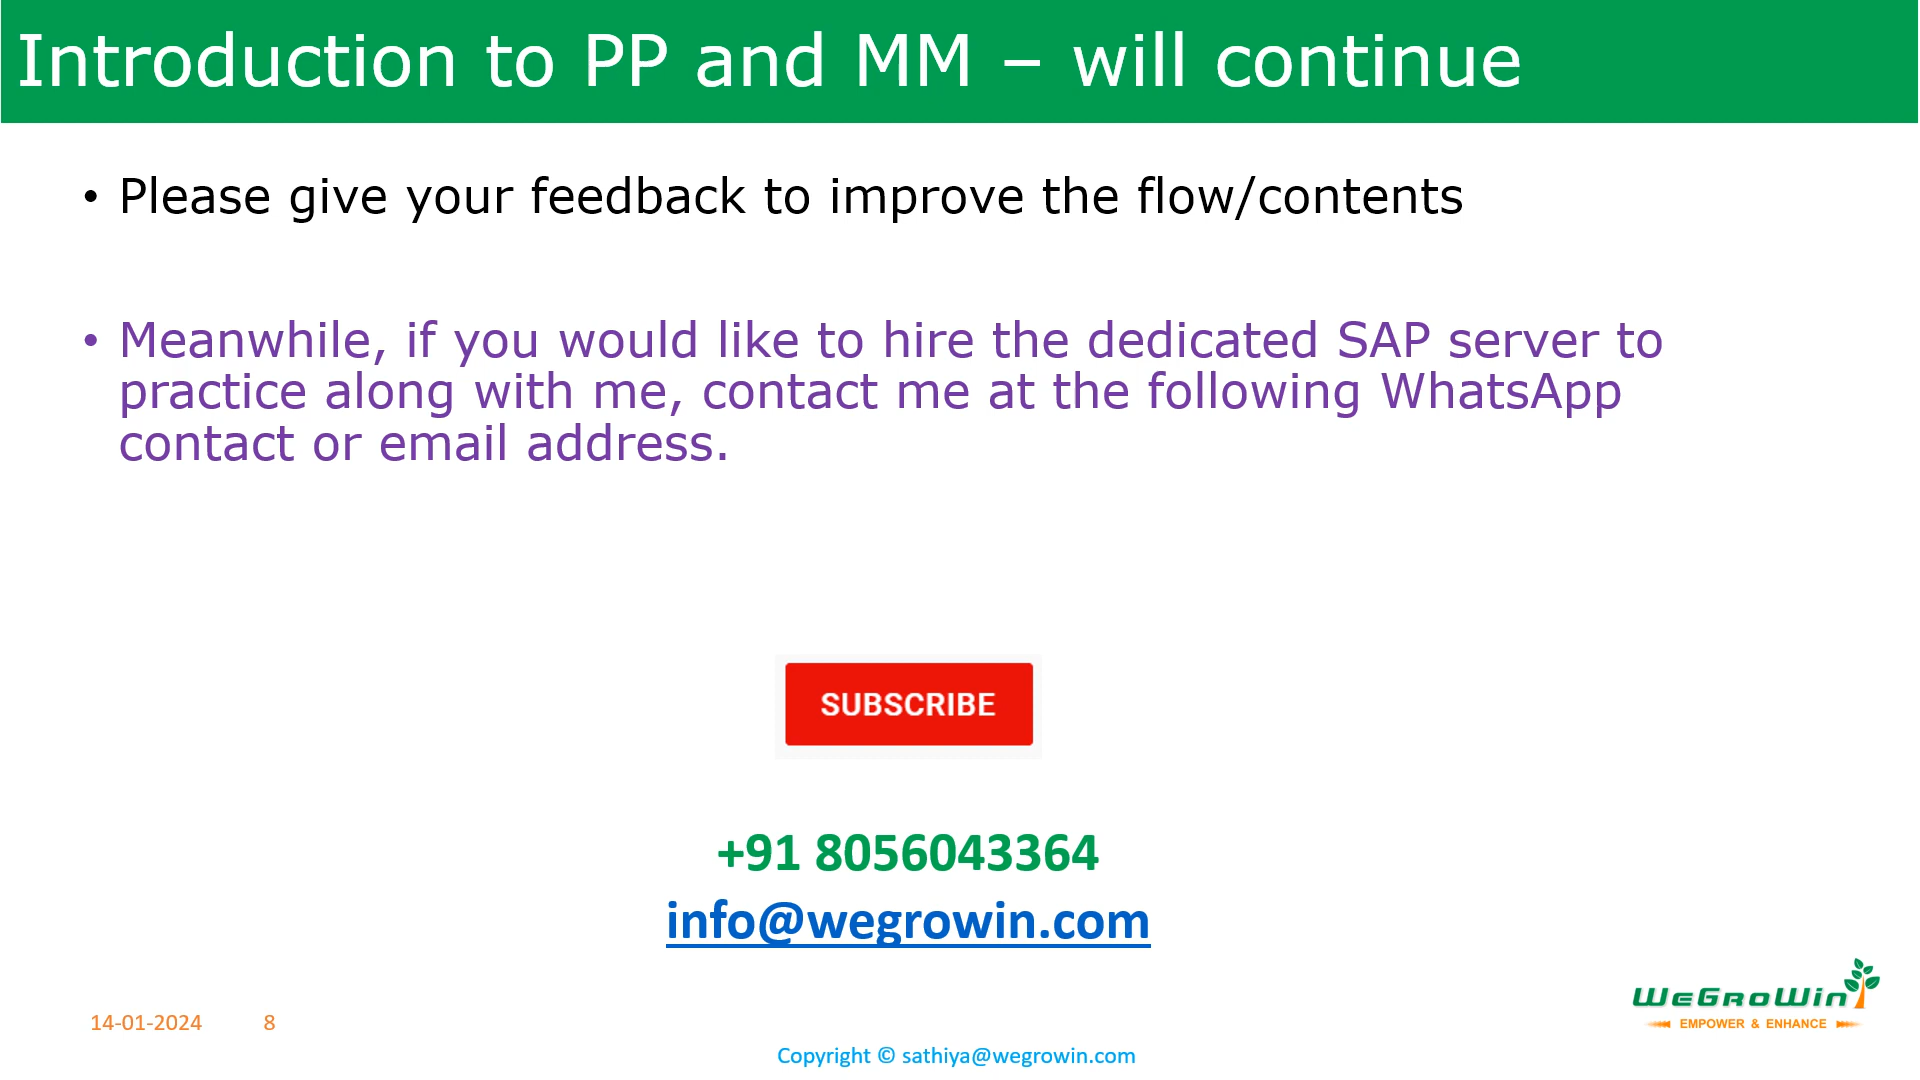 Introduction to PP and MM – will continue
• Please give your feedback to improve the flow/contents
• Meanwhile, if you would like to hire the dedicated SAP server to
practice along with me, contact me at the following WhatsApp
contact or email address.
SUBSCRIBE
+91 8056043364
info@wegrowin.com
WeGroWin
EMPOWER & ENHANCE
14-01-2024 8
Copyright © sathiya@wegrowin.com